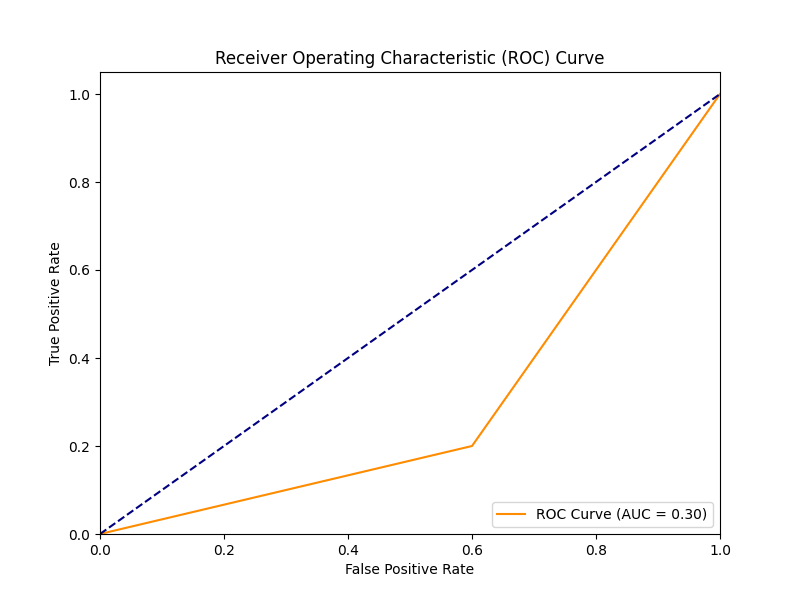 Receiver Operating Characteristic (ROC) Curve
True Positive Rate
1.0
0.8
0.6
0.4
0.2
0.0
0.0 0.2 0.4 0.6 0.8 1.0
False Positive Rate
ROC Curve (AUC = 0.30)